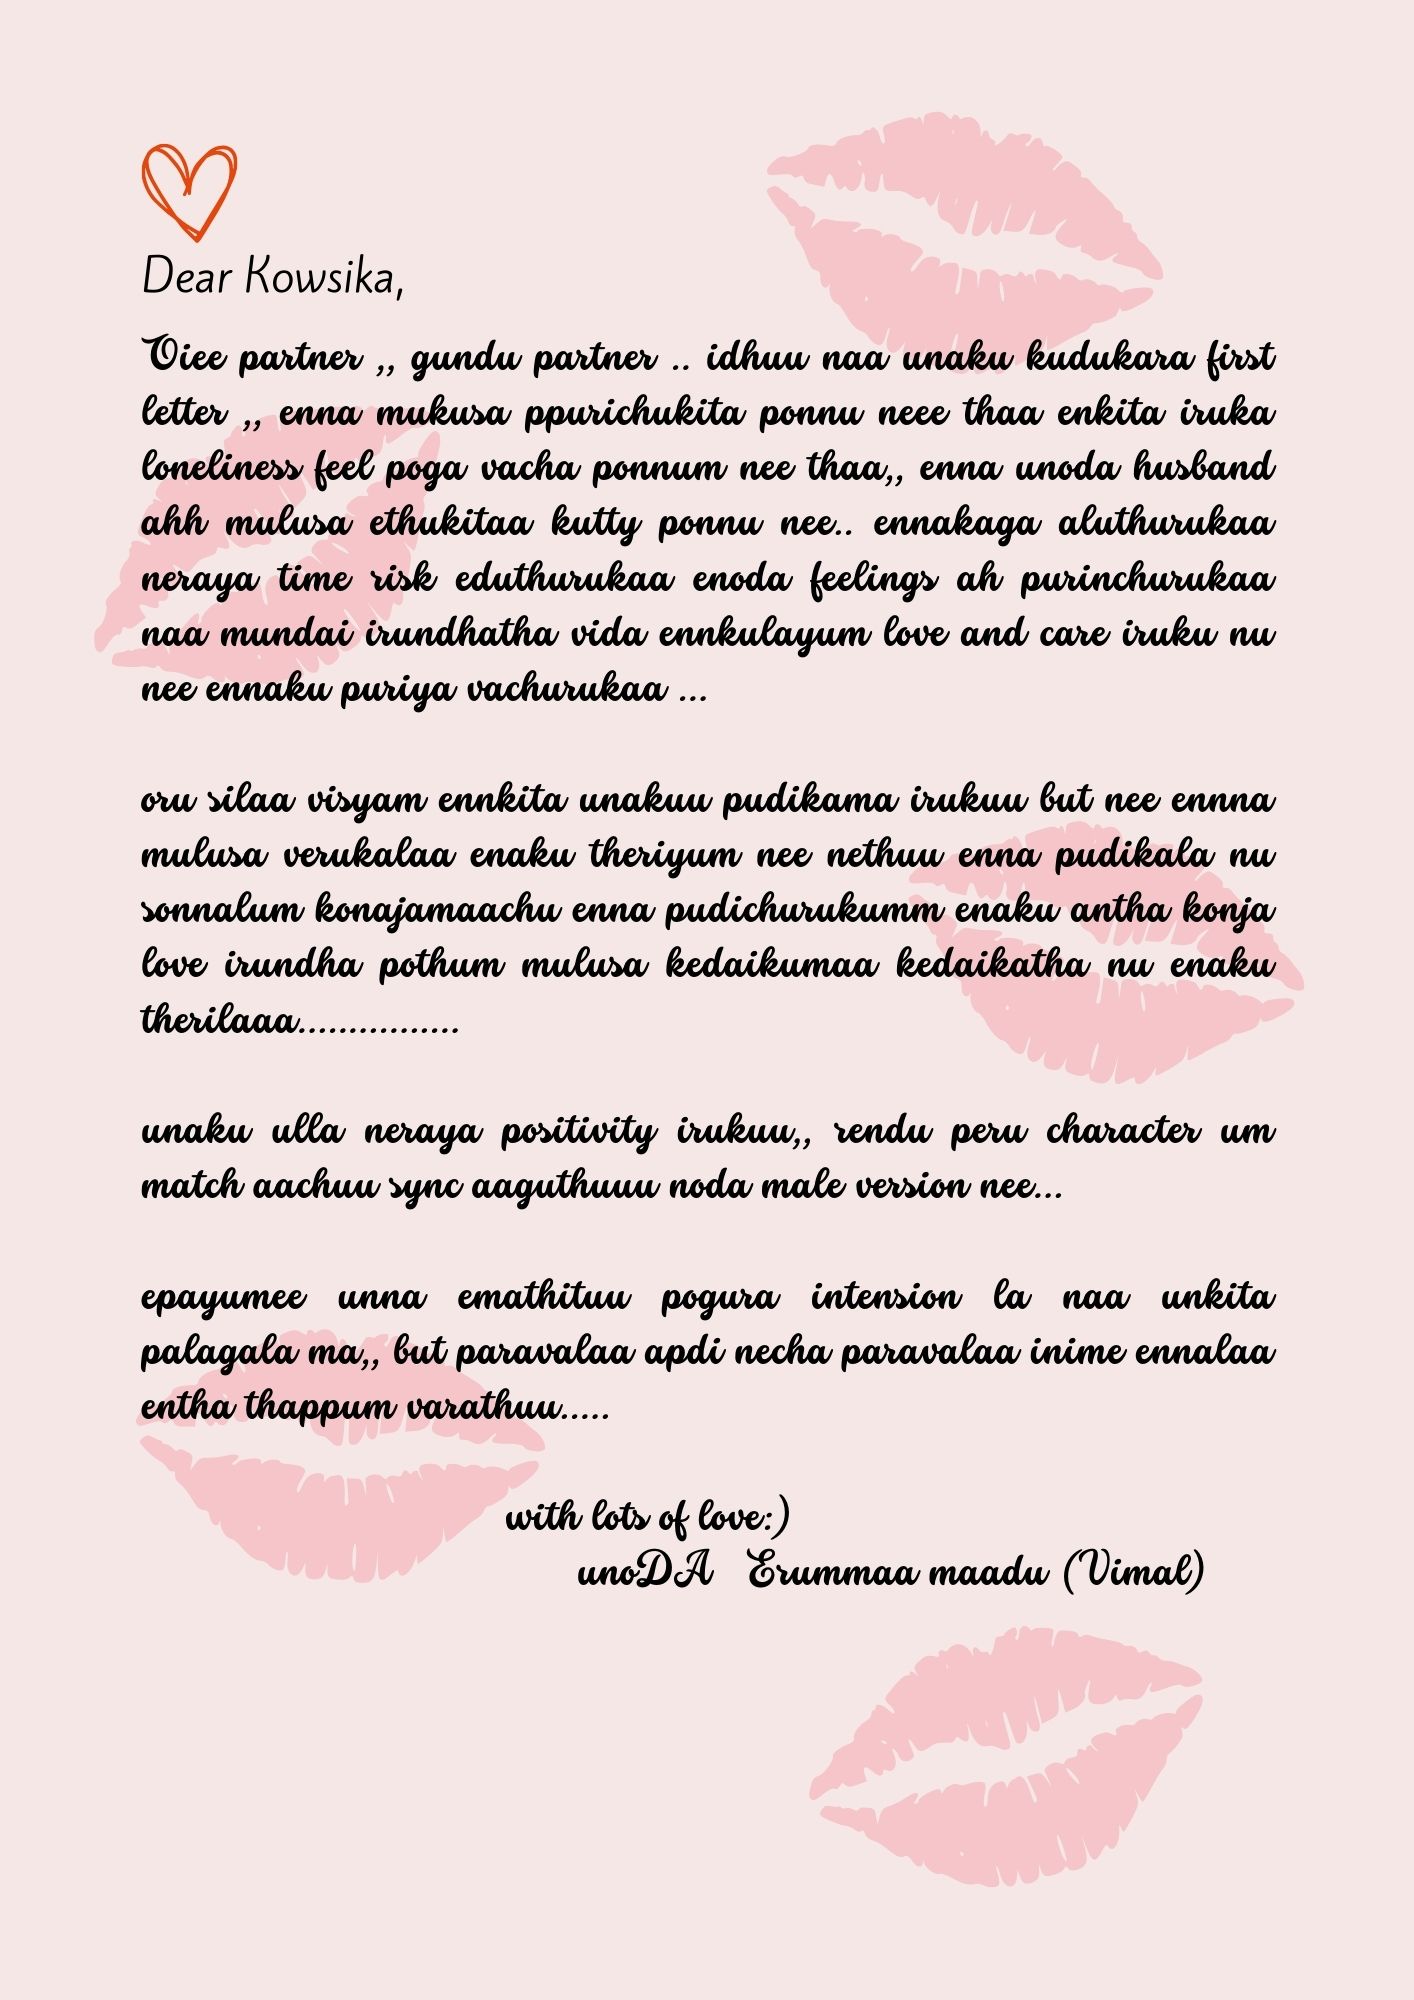 Dear Kowsika,
Oiee partner ,, gundu partner .. idhuu naa unaku kudukara first
letter ,, enna mukusa ppurichukita ponnu neee thaa enkita iruka
loneliness feel poga vacha ponnum nee thaa,, enna unoda husband
ahh mulusa ethukitaa kutty ponnu nee.. ennakaga aluthurukaa
neraya time risk eduthurukaa enoda feelings ah purinchurukaa
naa mundai irundhatha vida ennkulayum love and care iruku nu
nee ennaku puriya vachurukaa ...
oru silaa visyam ennkita unakuu pudikama irukuu but nee ennna
mulusa verukalaa enaku theriyum nee nethuu enna pudikala nu
sonnalum konajamaachu enna pudichurukumm enaku antha konja
love irundha pothum mulusa kedaikumaa kedaikatha nu enaku
therilaaa................
unaku ulla neraya positivity irukuu,, rendu peru character um
match aachuu sync aaguthuuu noda male version nee...
epayumee unna emathituu pogura intension la naa unkita
palagala ma,, but paravalaa apdi necha paravalaa inime ennalaa
entha thappum varathuu.....
with lots of love:)
unoDA Erummaa maadu (Vimal)